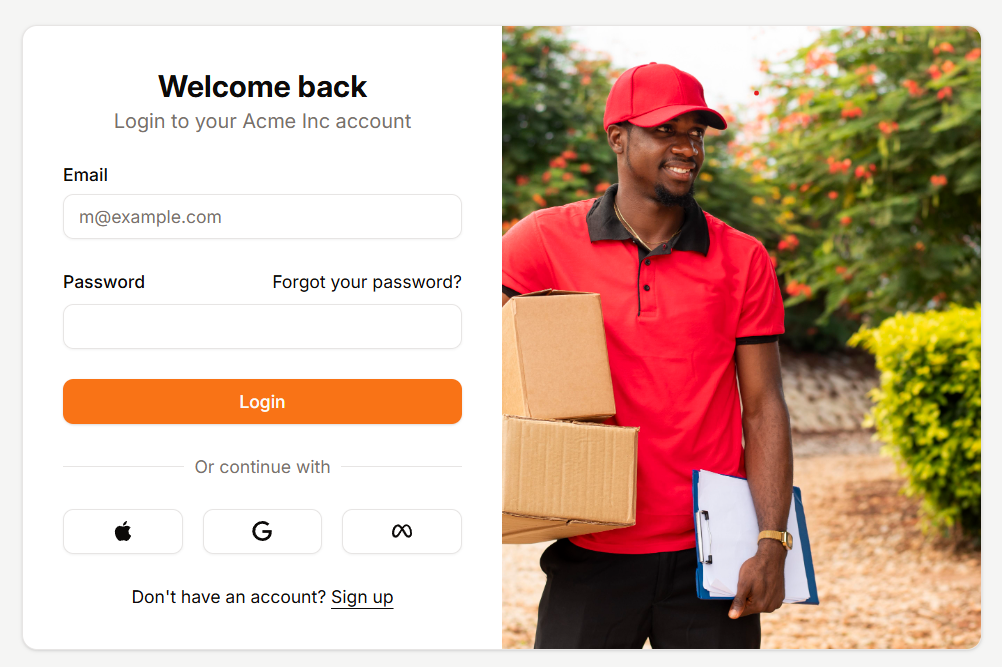 Welcome back
Login to your Acme Inc account
Email
m@example.com
Password Forgot your password?
Login
Or continue with
Don't have an account? Sign up